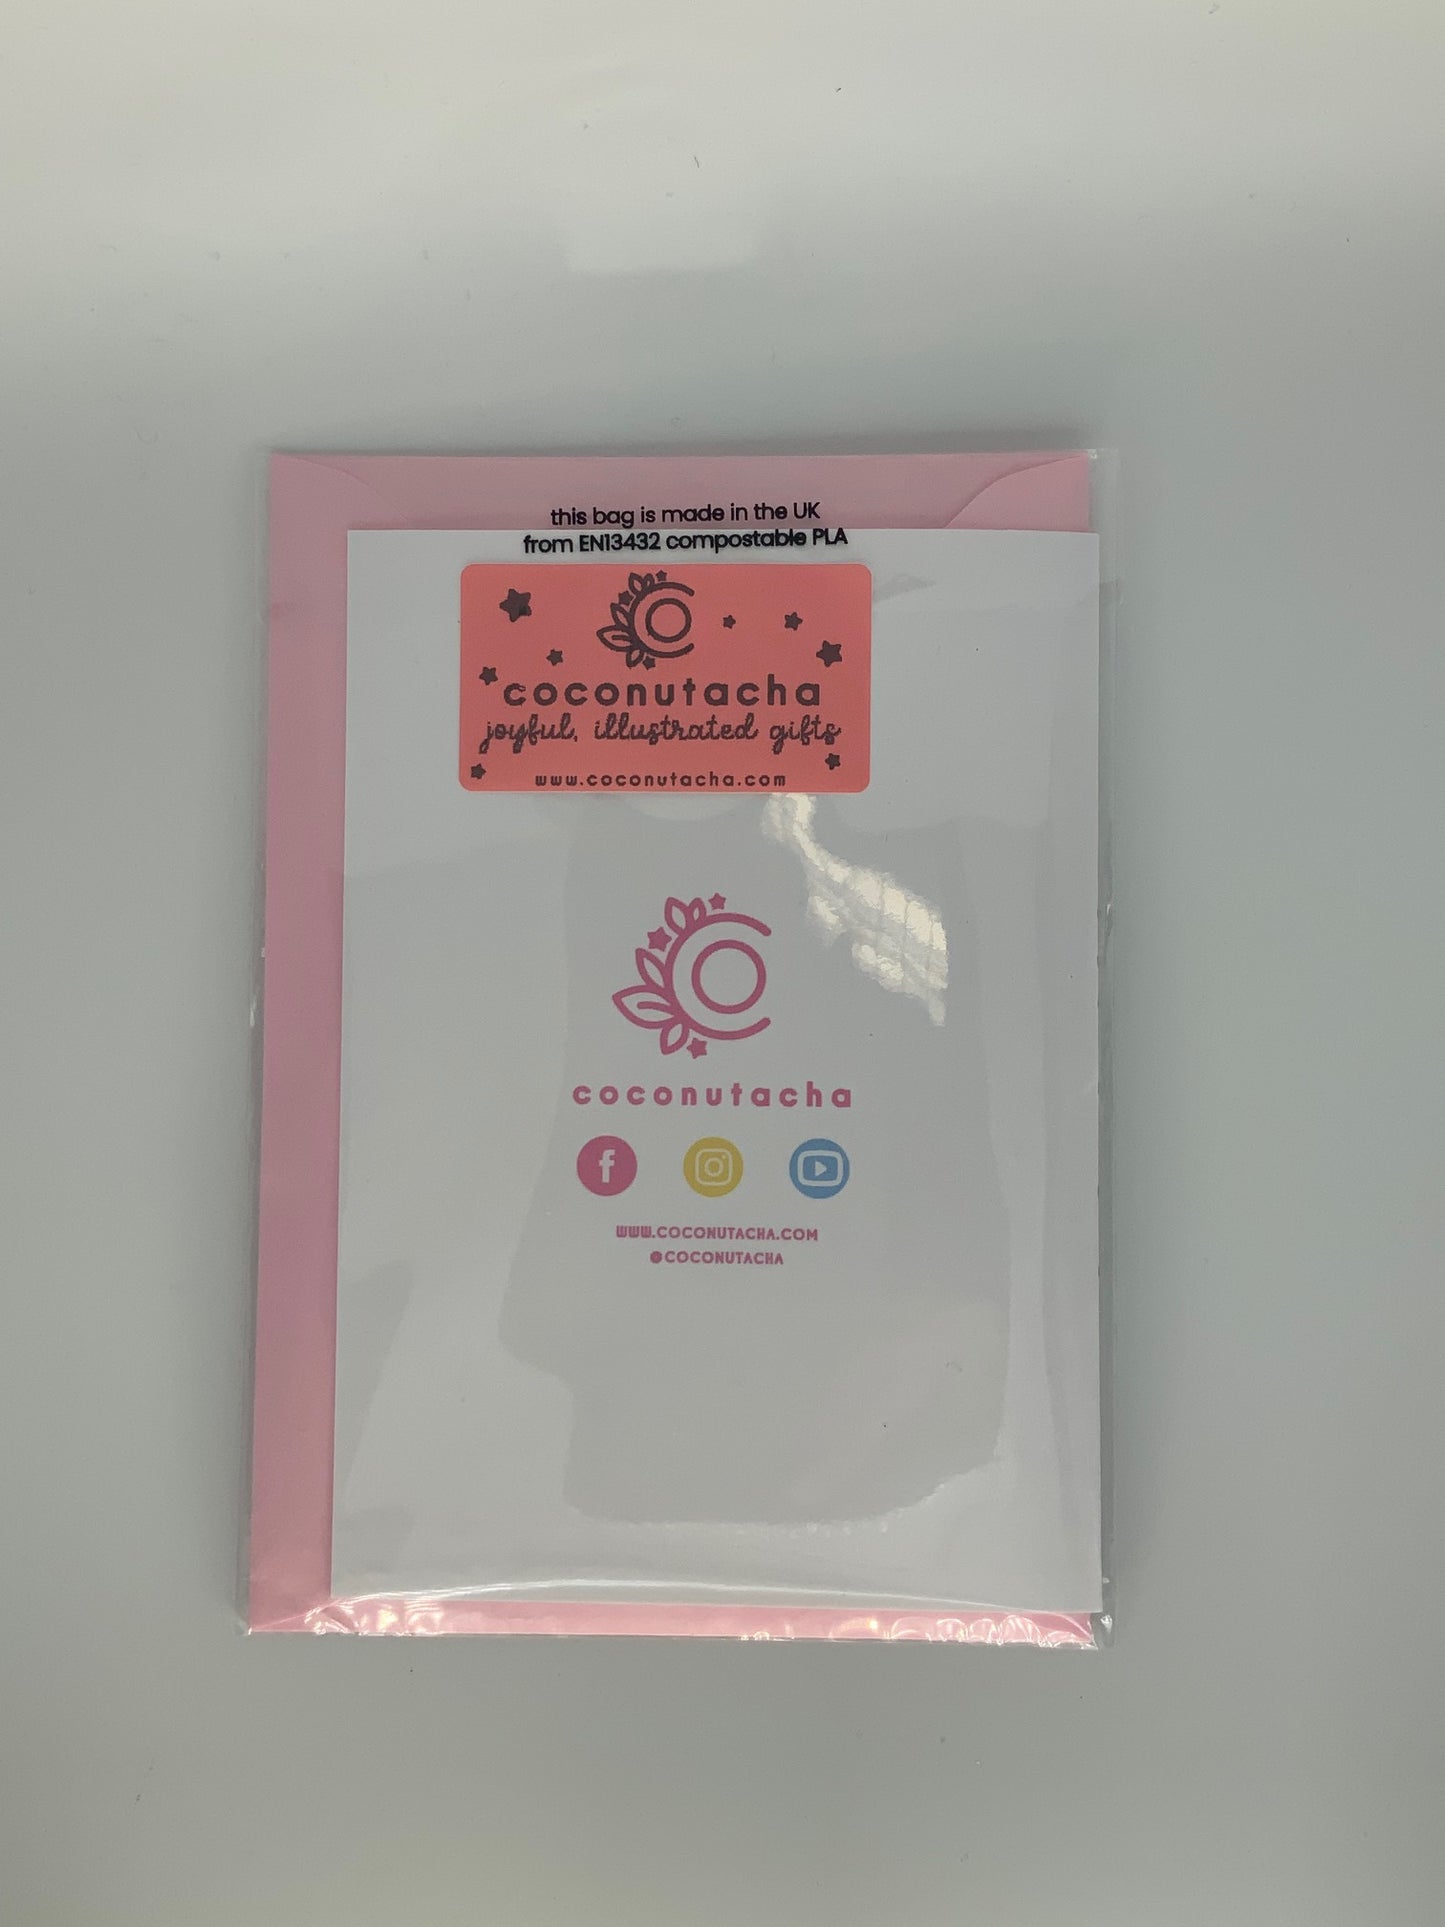 this bag is made in the UK
from EN13432 compostable PLA
coconutacha
joyful, illustrated gifts
www.coconutacha.com
coconutacha
WWW.COCONUTACHA.COM
@COCONUTACHA